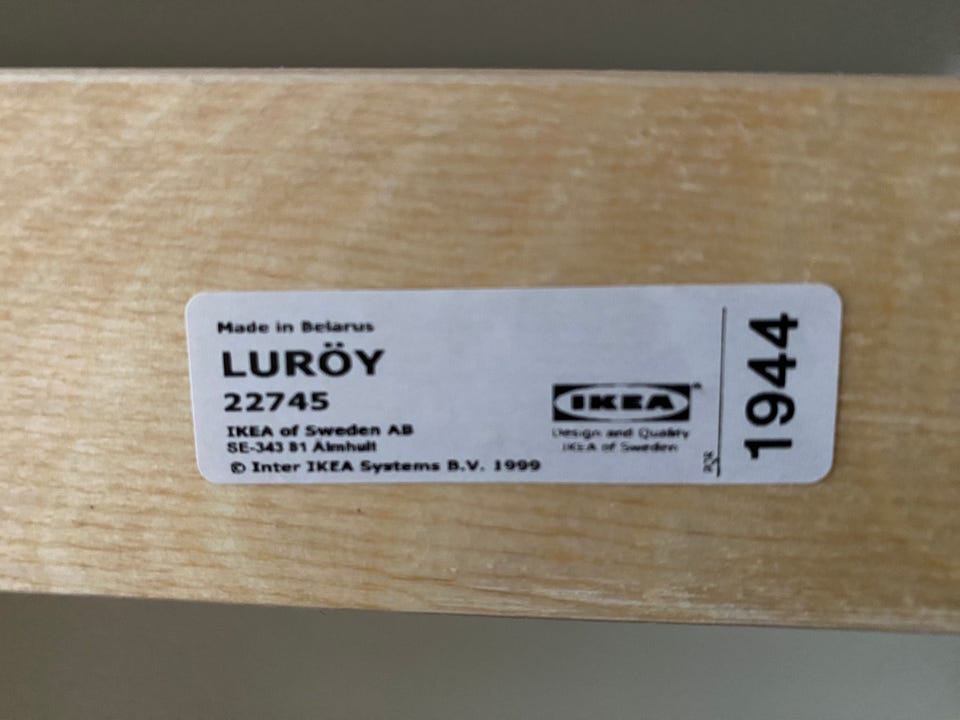 Made in Belarus
LURÖY
22745
IKEA of Sweden AB
SE-343 81 Älmhult
© Inter IKEA Systems B.V. 1999
IKEA®
Design and Quality
IKEA of Sweden
1944